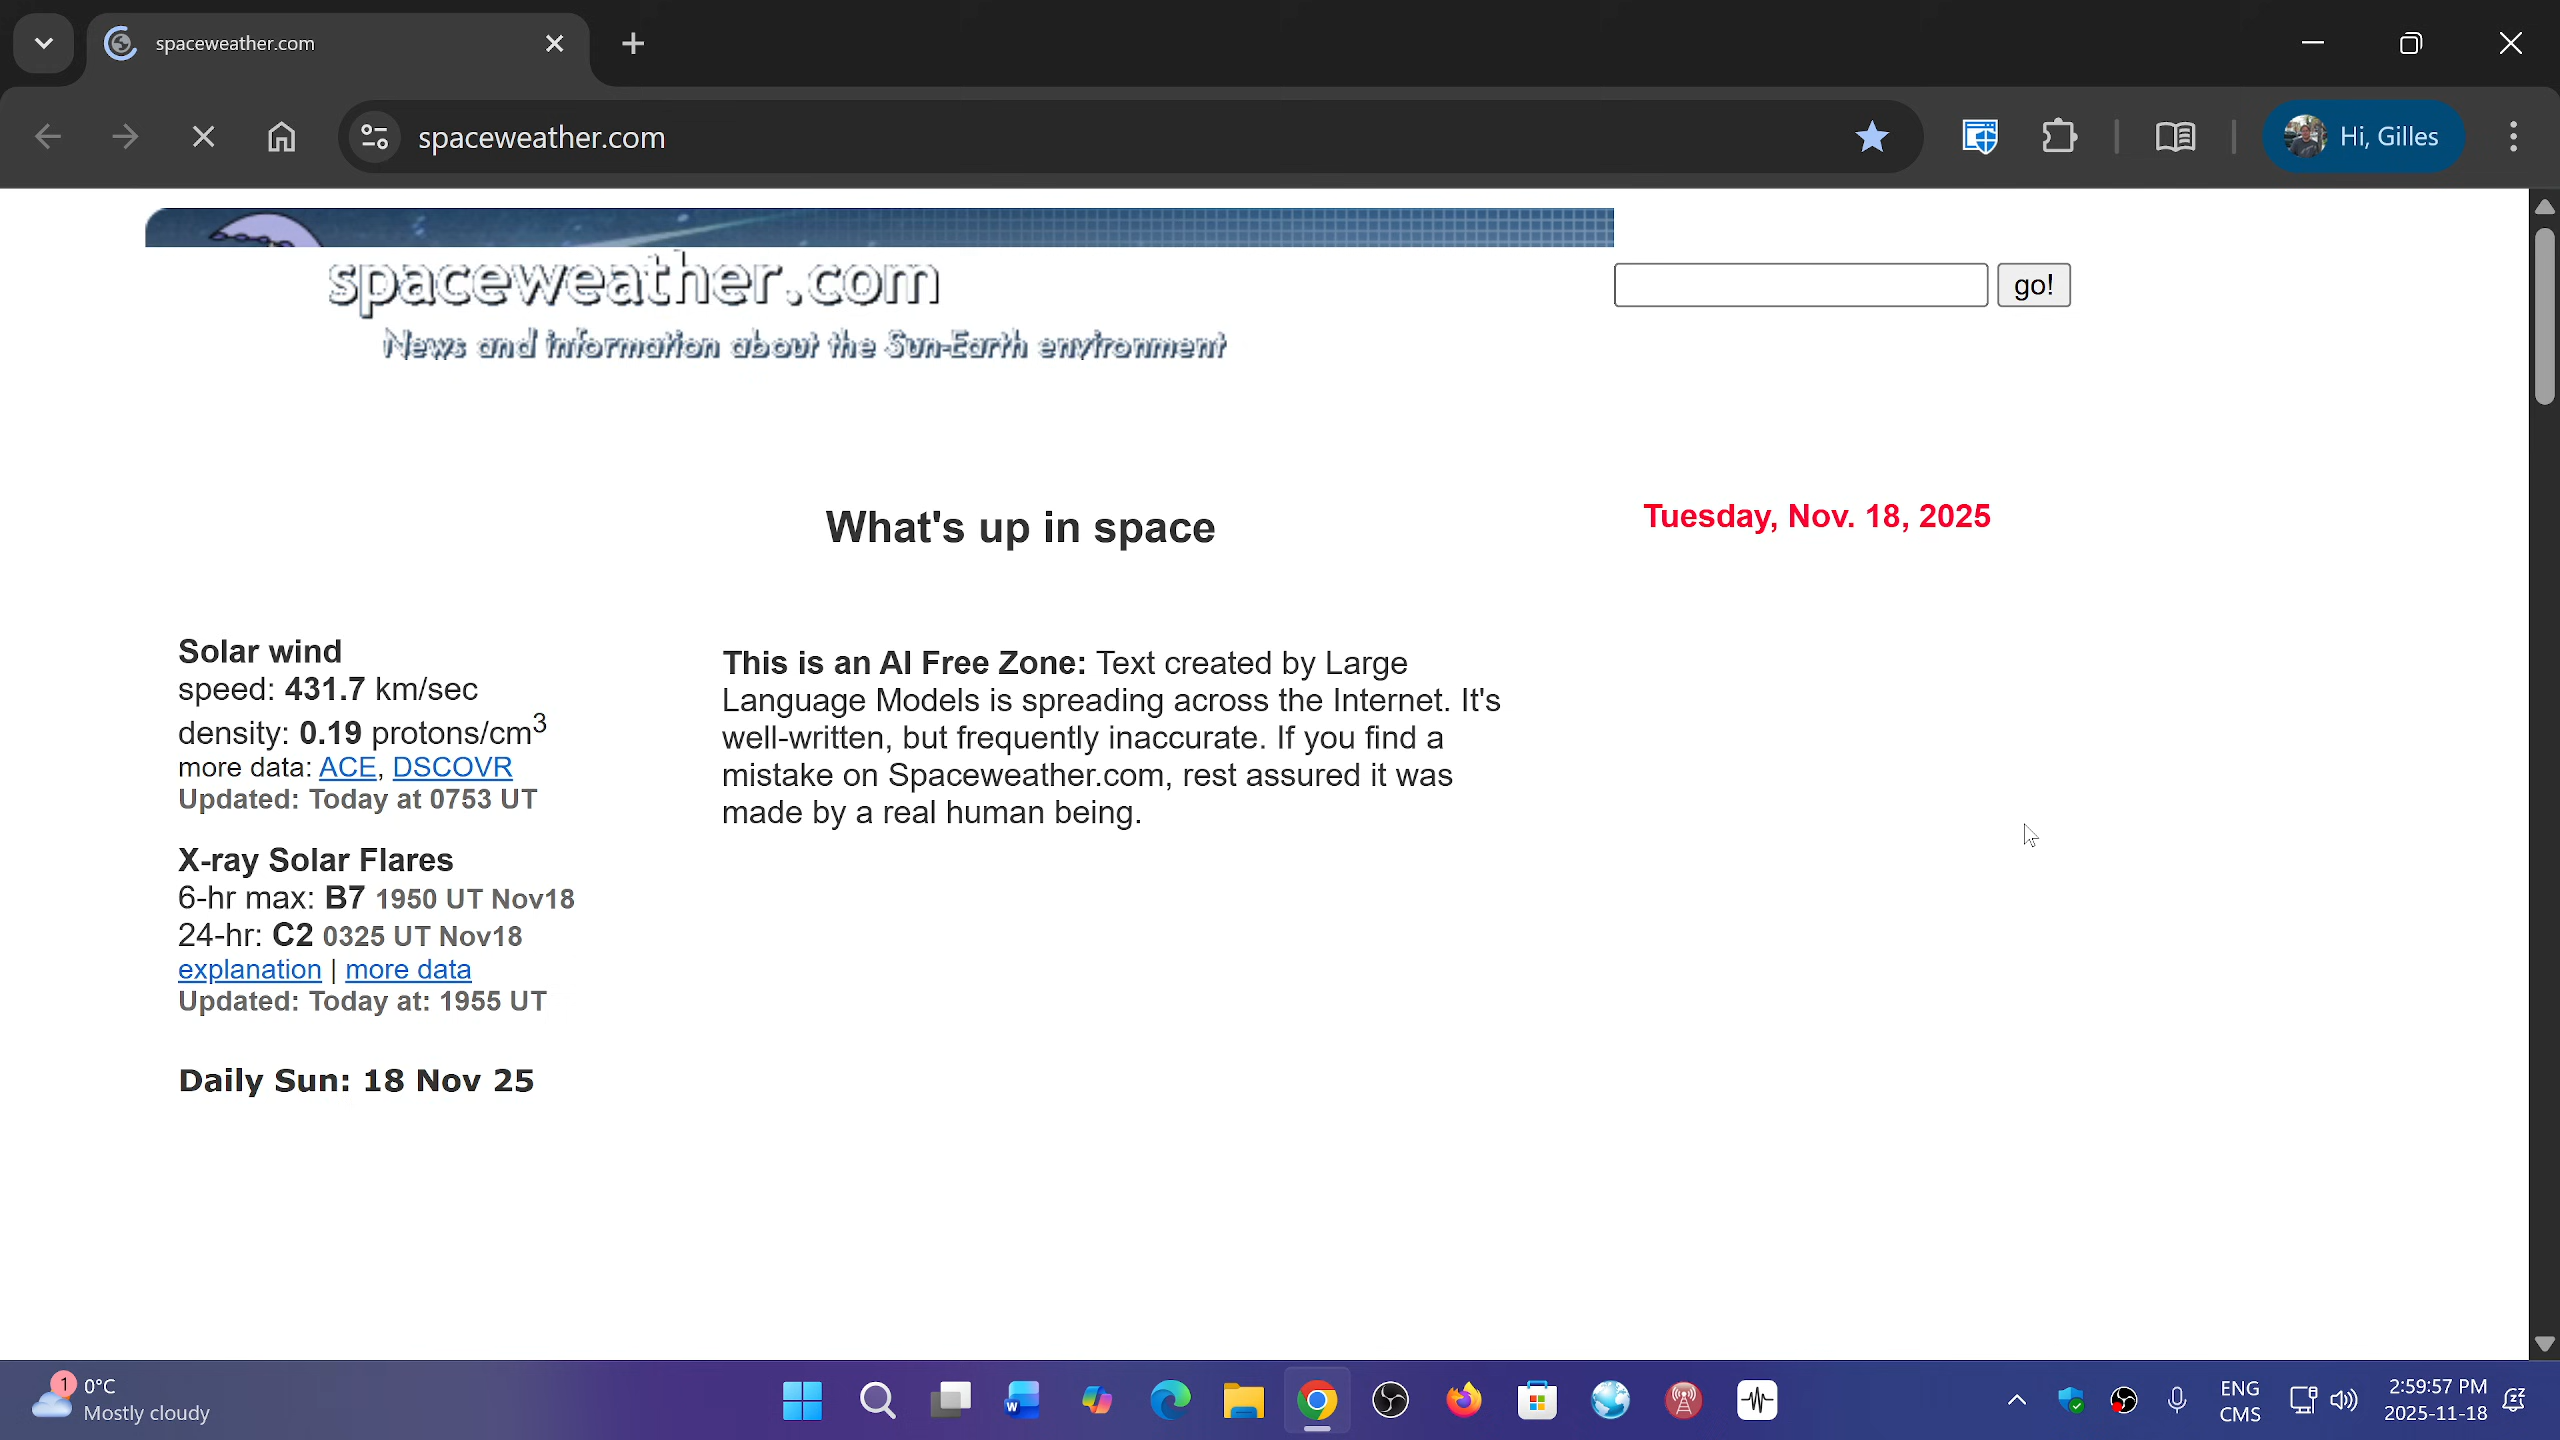 spaceweather.com
spaceweather.com
Hi, Gilles
spaceweather.com
News and information about the Sun-Earth environment
go!
What's up in space
Tuesday, Nov. 18, 2025
Solar wind
speed: 431.7 km/sec
density: 0.19 protons/cm3
more data: ACE, DSCOVR
Updated: Today at 0753 UT
X-ray Solar Flares
6-hr max: B7 1950 UT Nov18
24-hr: C2 0325 UT Nov18
explanation | more data
Updated: Today at: 1955 UT
Daily Sun: 18 Nov 25
This is an AI Free Zone: Text created by Large
Language Models is spreading across the Internet. It's
well-written, but frequently inaccurate. If you find a
mistake on Spaceweather.com, rest assured it was
made by a real human being.
1
0°C
Mostly cloudy
W
ENG
CMS
2:59:57 PM
2025-11-18